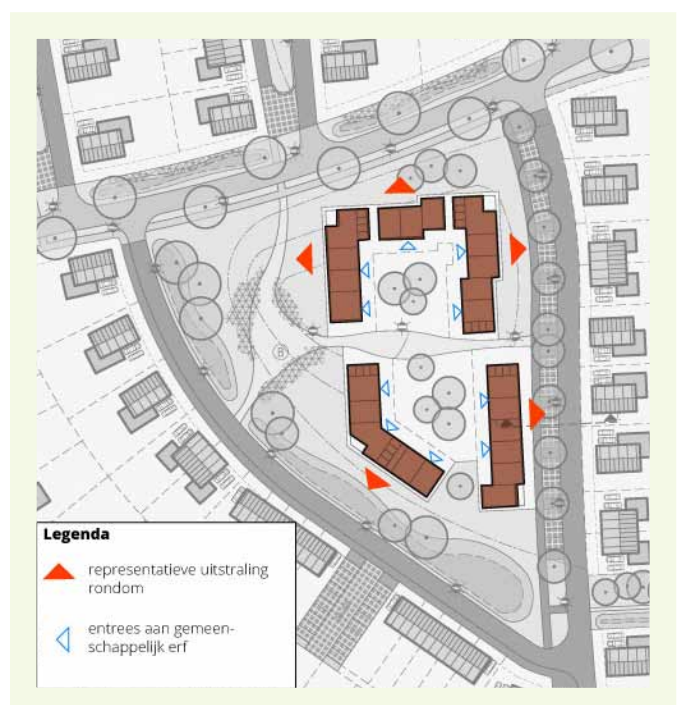 Legenda
representatieve uitstraling
rondom
entrees aan gemeen-
schappelijk erf